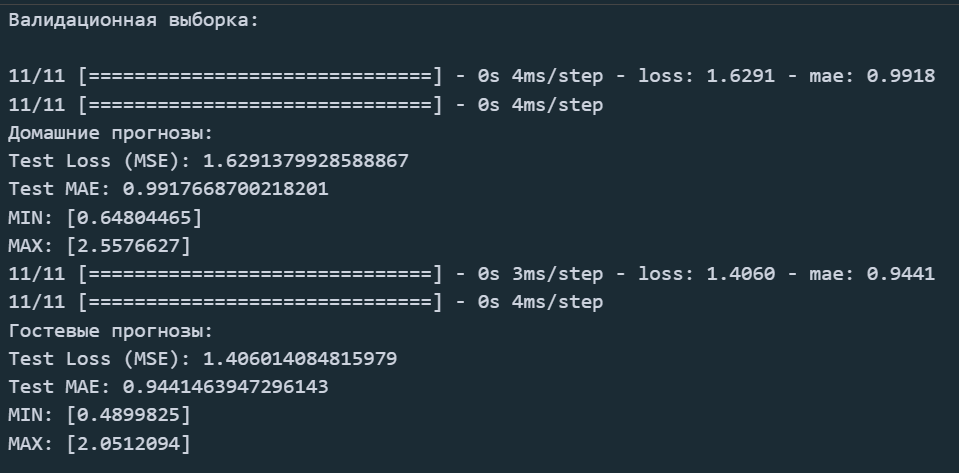 Валидационная выборка:
11/11 [==============================] - 0s 4ms/step - loss: 1.6291 - mae: 0.9918
11/11 [==============================] - 0s 4ms/step
Домашние прогнозы:
Test Loss (MSE): 1.6291379928588867
Test MAE: 0.9917668700218201
MIN: [0.64804465]
MAX: [2.5576627]
11/11 [==============================] - 0s 3ms/step - loss: 1.4060 - mae: 0.9441
11/11 [==============================] - 0s 4ms/step
Гостевые прогнозы:
Test Loss (MSE): 1.406014084815979
Test MAE: 0.9441463947296143
MIN: [0.4899825]
MAX: [2.0512094]